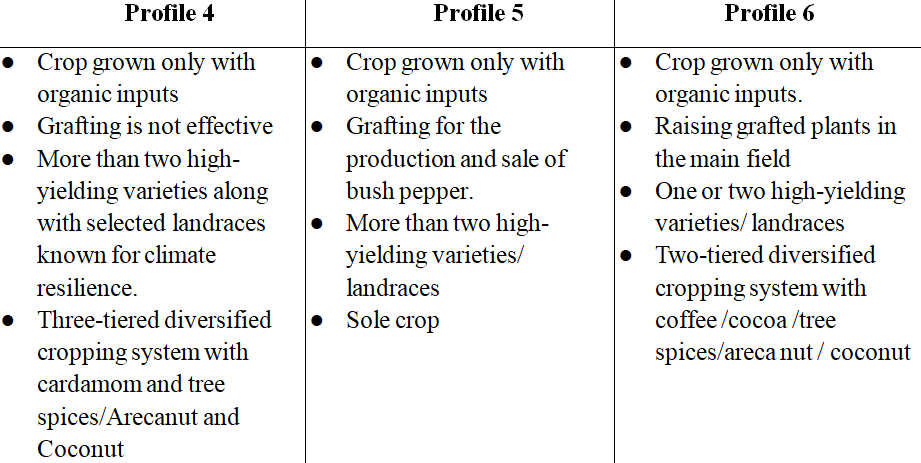 Profile 4
● Crop grown only with
organic inputs
● Grafting is not effective
● More than two high-
yielding varieties along
with selected landraces
known for climate
resilience.
● Three-tiered diversified
cropping system with
cardamom and tree
spices/Arecanut and
Coconut
Profile 5
● Crop grown only with
organic inputs
● Grafting for the
production and sale of
bush pepper.
● More than two high-
yielding varieties/
landraces
● Sole crop
Profile 6
● Crop grown only with
organic inputs.
● Raising grafted plants in
the main field
● One or two high-yielding
varieties/ landraces
● Two-tiered diversified
cropping system with
coffee /cocoa /tree
spices/areca nut / coconut